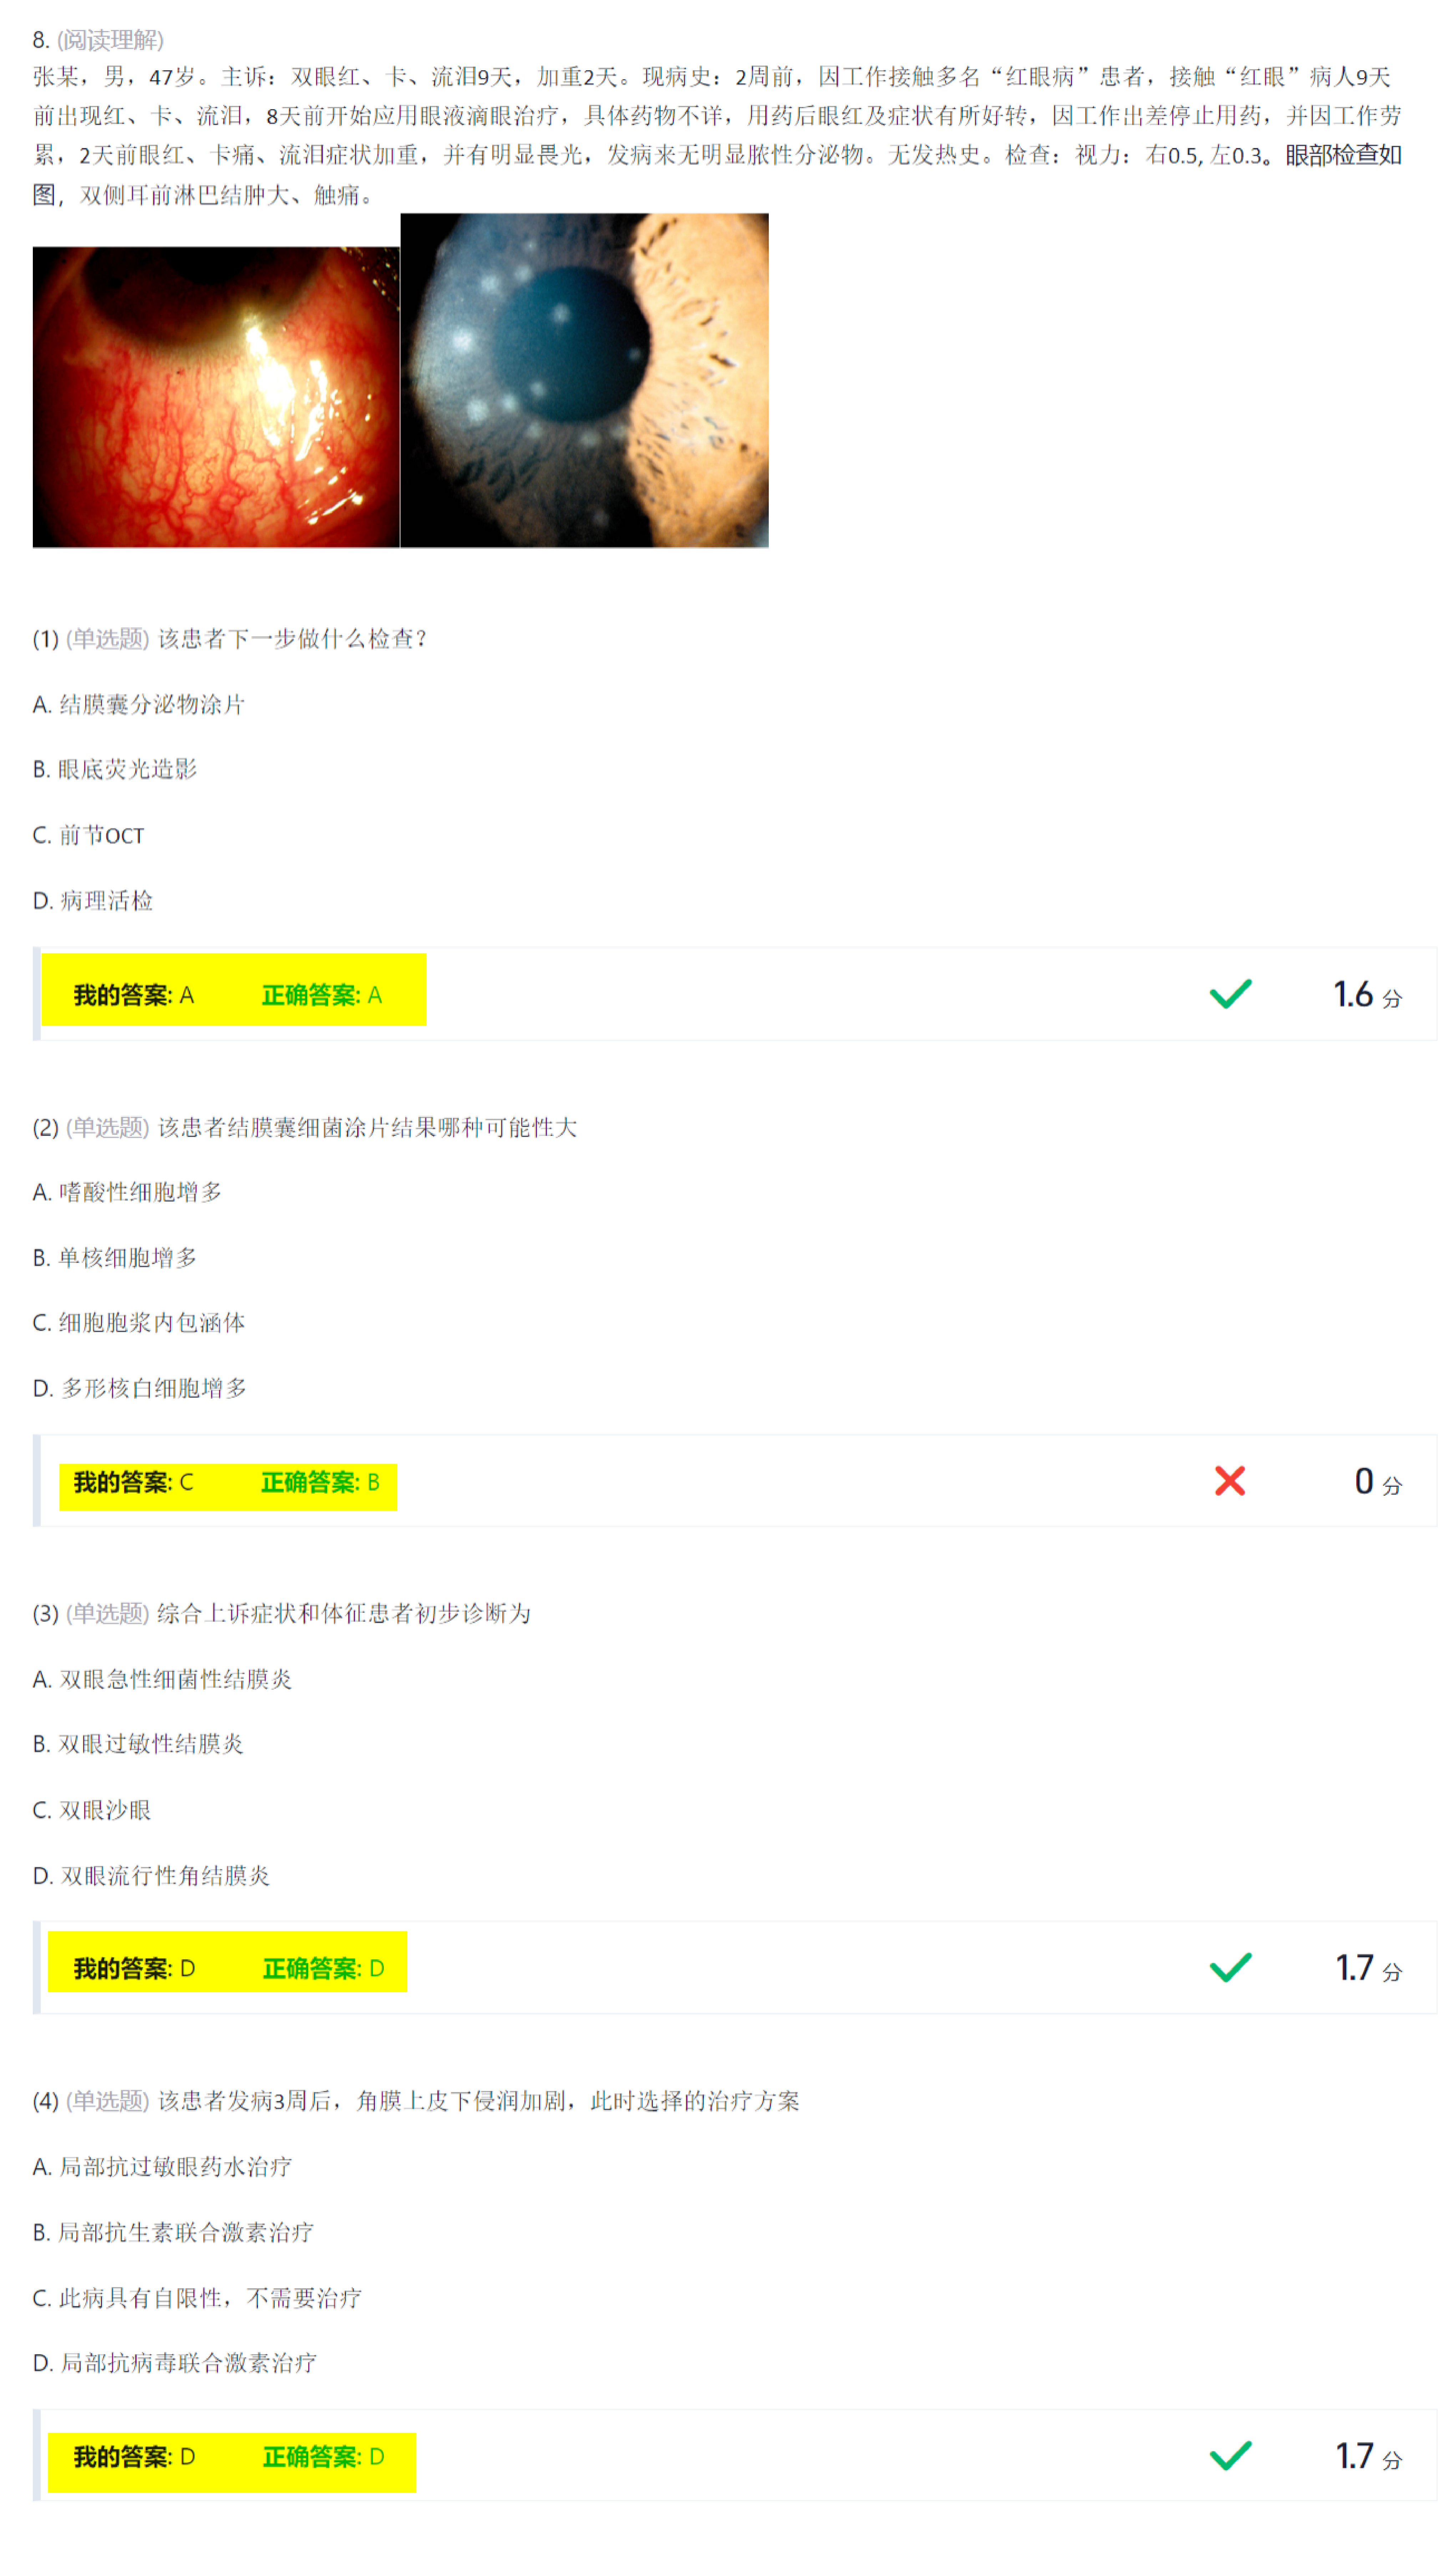 8. (阅读理解)
张某，男，47岁。主诉：双眼红、卡、流泪9天，加重2天。现病史：2周前，因工作接触多名“红眼病”患者，接触“红眼”病人9天
前出现红、卡、流泪，8天前开始应用眼液滴眼治疗，具体药物不详，用药后眼红及症状有所好转，因工作出差停止用药，并因工作劳
累，2天前眼红、卡痛、流泪症状加重，并有明显畏光，发病来无明显脓性分泌物。无发热史。检查：视力：右0.5, 左0.3。眼部检查如
图，双侧耳前淋巴结肿大、触痛。
(1) (单选题) 该患者下一步做什么检查？
A. 结膜囊分泌物涂片
B. 眼底荧光造影
C. 前节OCT
D. 病理活检
我的答案: A 正确答案: A 1.6 分
(2) (单选题) 该患者结膜囊细菌涂片结果哪种可能性大
A. 嗜酸性细胞增多
B. 单核细胞增多
C. 细胞胞浆内包涵体
D. 多形核白细胞增多
我的答案: C 正确答案: B 0 分
(3) (单选题) 综合上诉症状和体征患者初步诊断为
A. 双眼急性细菌性结膜炎
B. 双眼过敏性结膜炎
C. 双眼沙眼
D. 双眼流行性角结膜炎
我的答案: D 正确答案: D 1.7 分
(4) (单选题) 该患者发病3周后，角膜上皮下侵润加剧，此时选择的治疗方案
A. 局部抗过敏眼药水治疗
B. 局部抗生素联合激素治疗
C. 此病具有自限性，不需要治疗
D. 局部抗病毒联合激素治疗
我的答案: D 正确答案: D 1.7 分